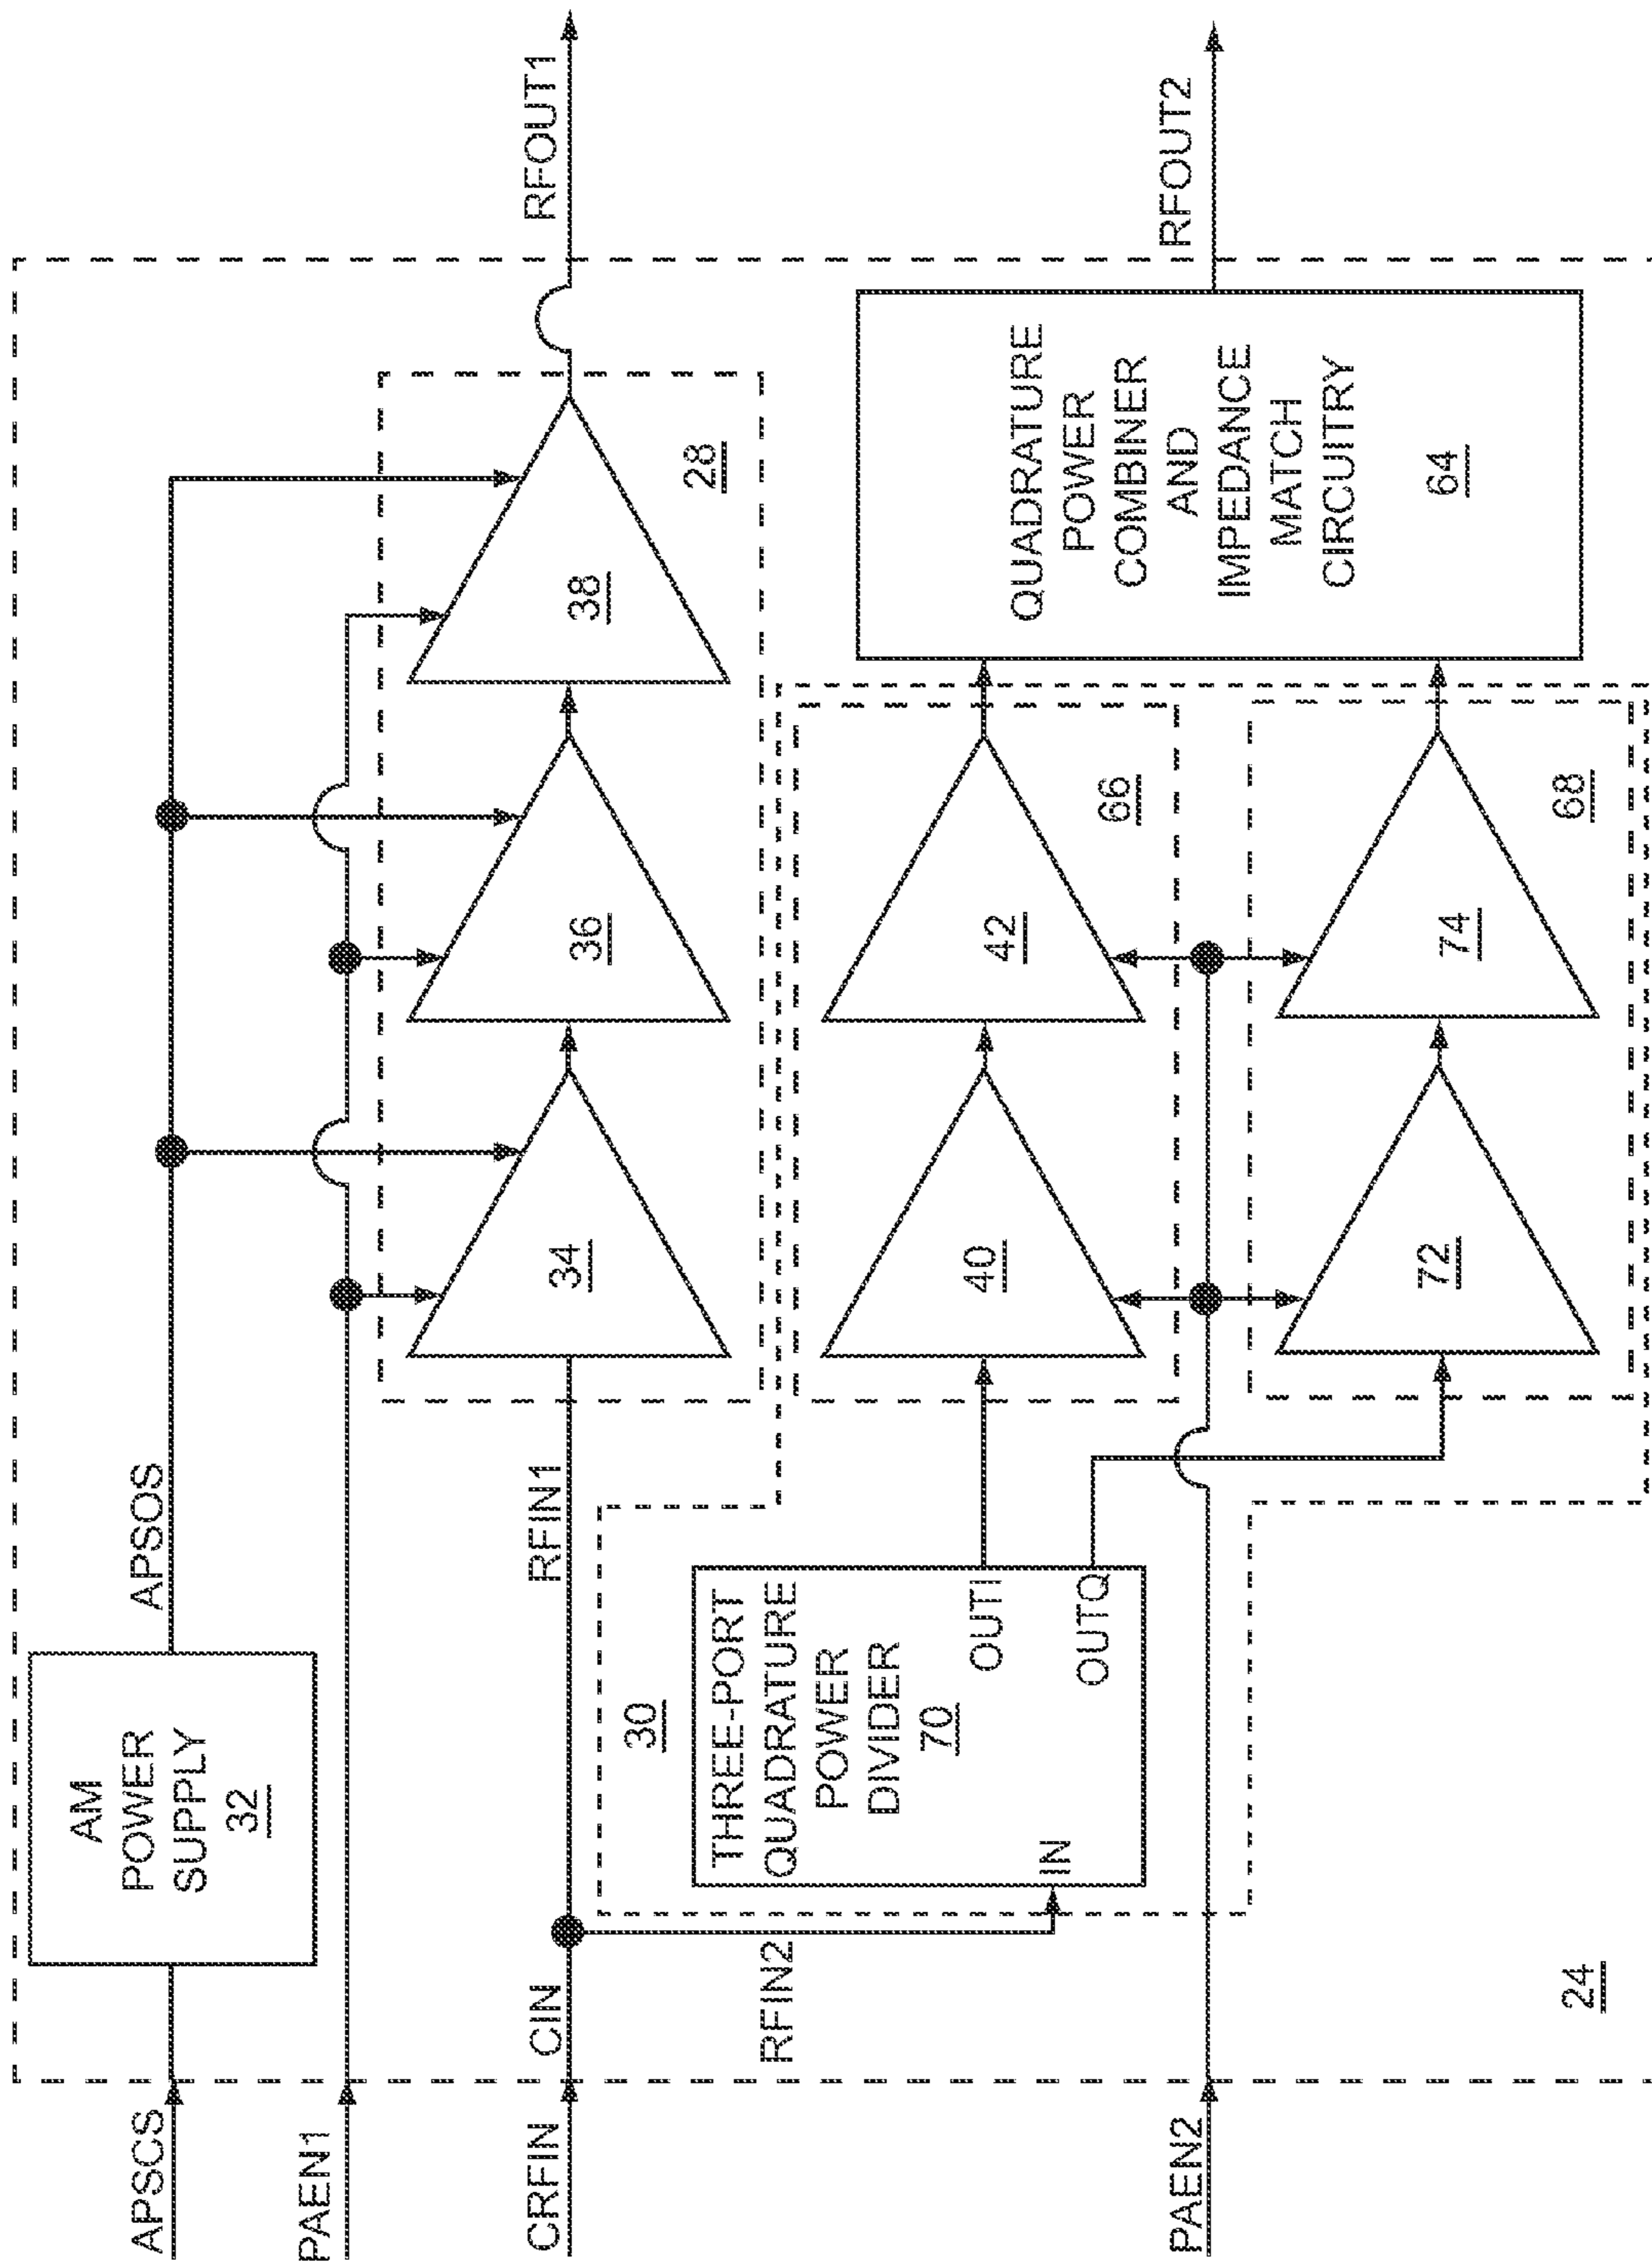 APSCS
AM
POWER
SUPPLY
32
APSOS
PAEN1
CRFIN
CIN
RFIN1
34
36
38
28
RFOUT1
RFIN2
30
THREE-PORT
QUADRATURE
POWER
DIVIDER
70
IN
OUTI
OUTQ
40
42
66
QUADRATURE
POWER
COMBINER
AND
IMPEDANCE
MATCH
CIRCUITRY
64
RFOUT2
PAEN2
72
74
68
24